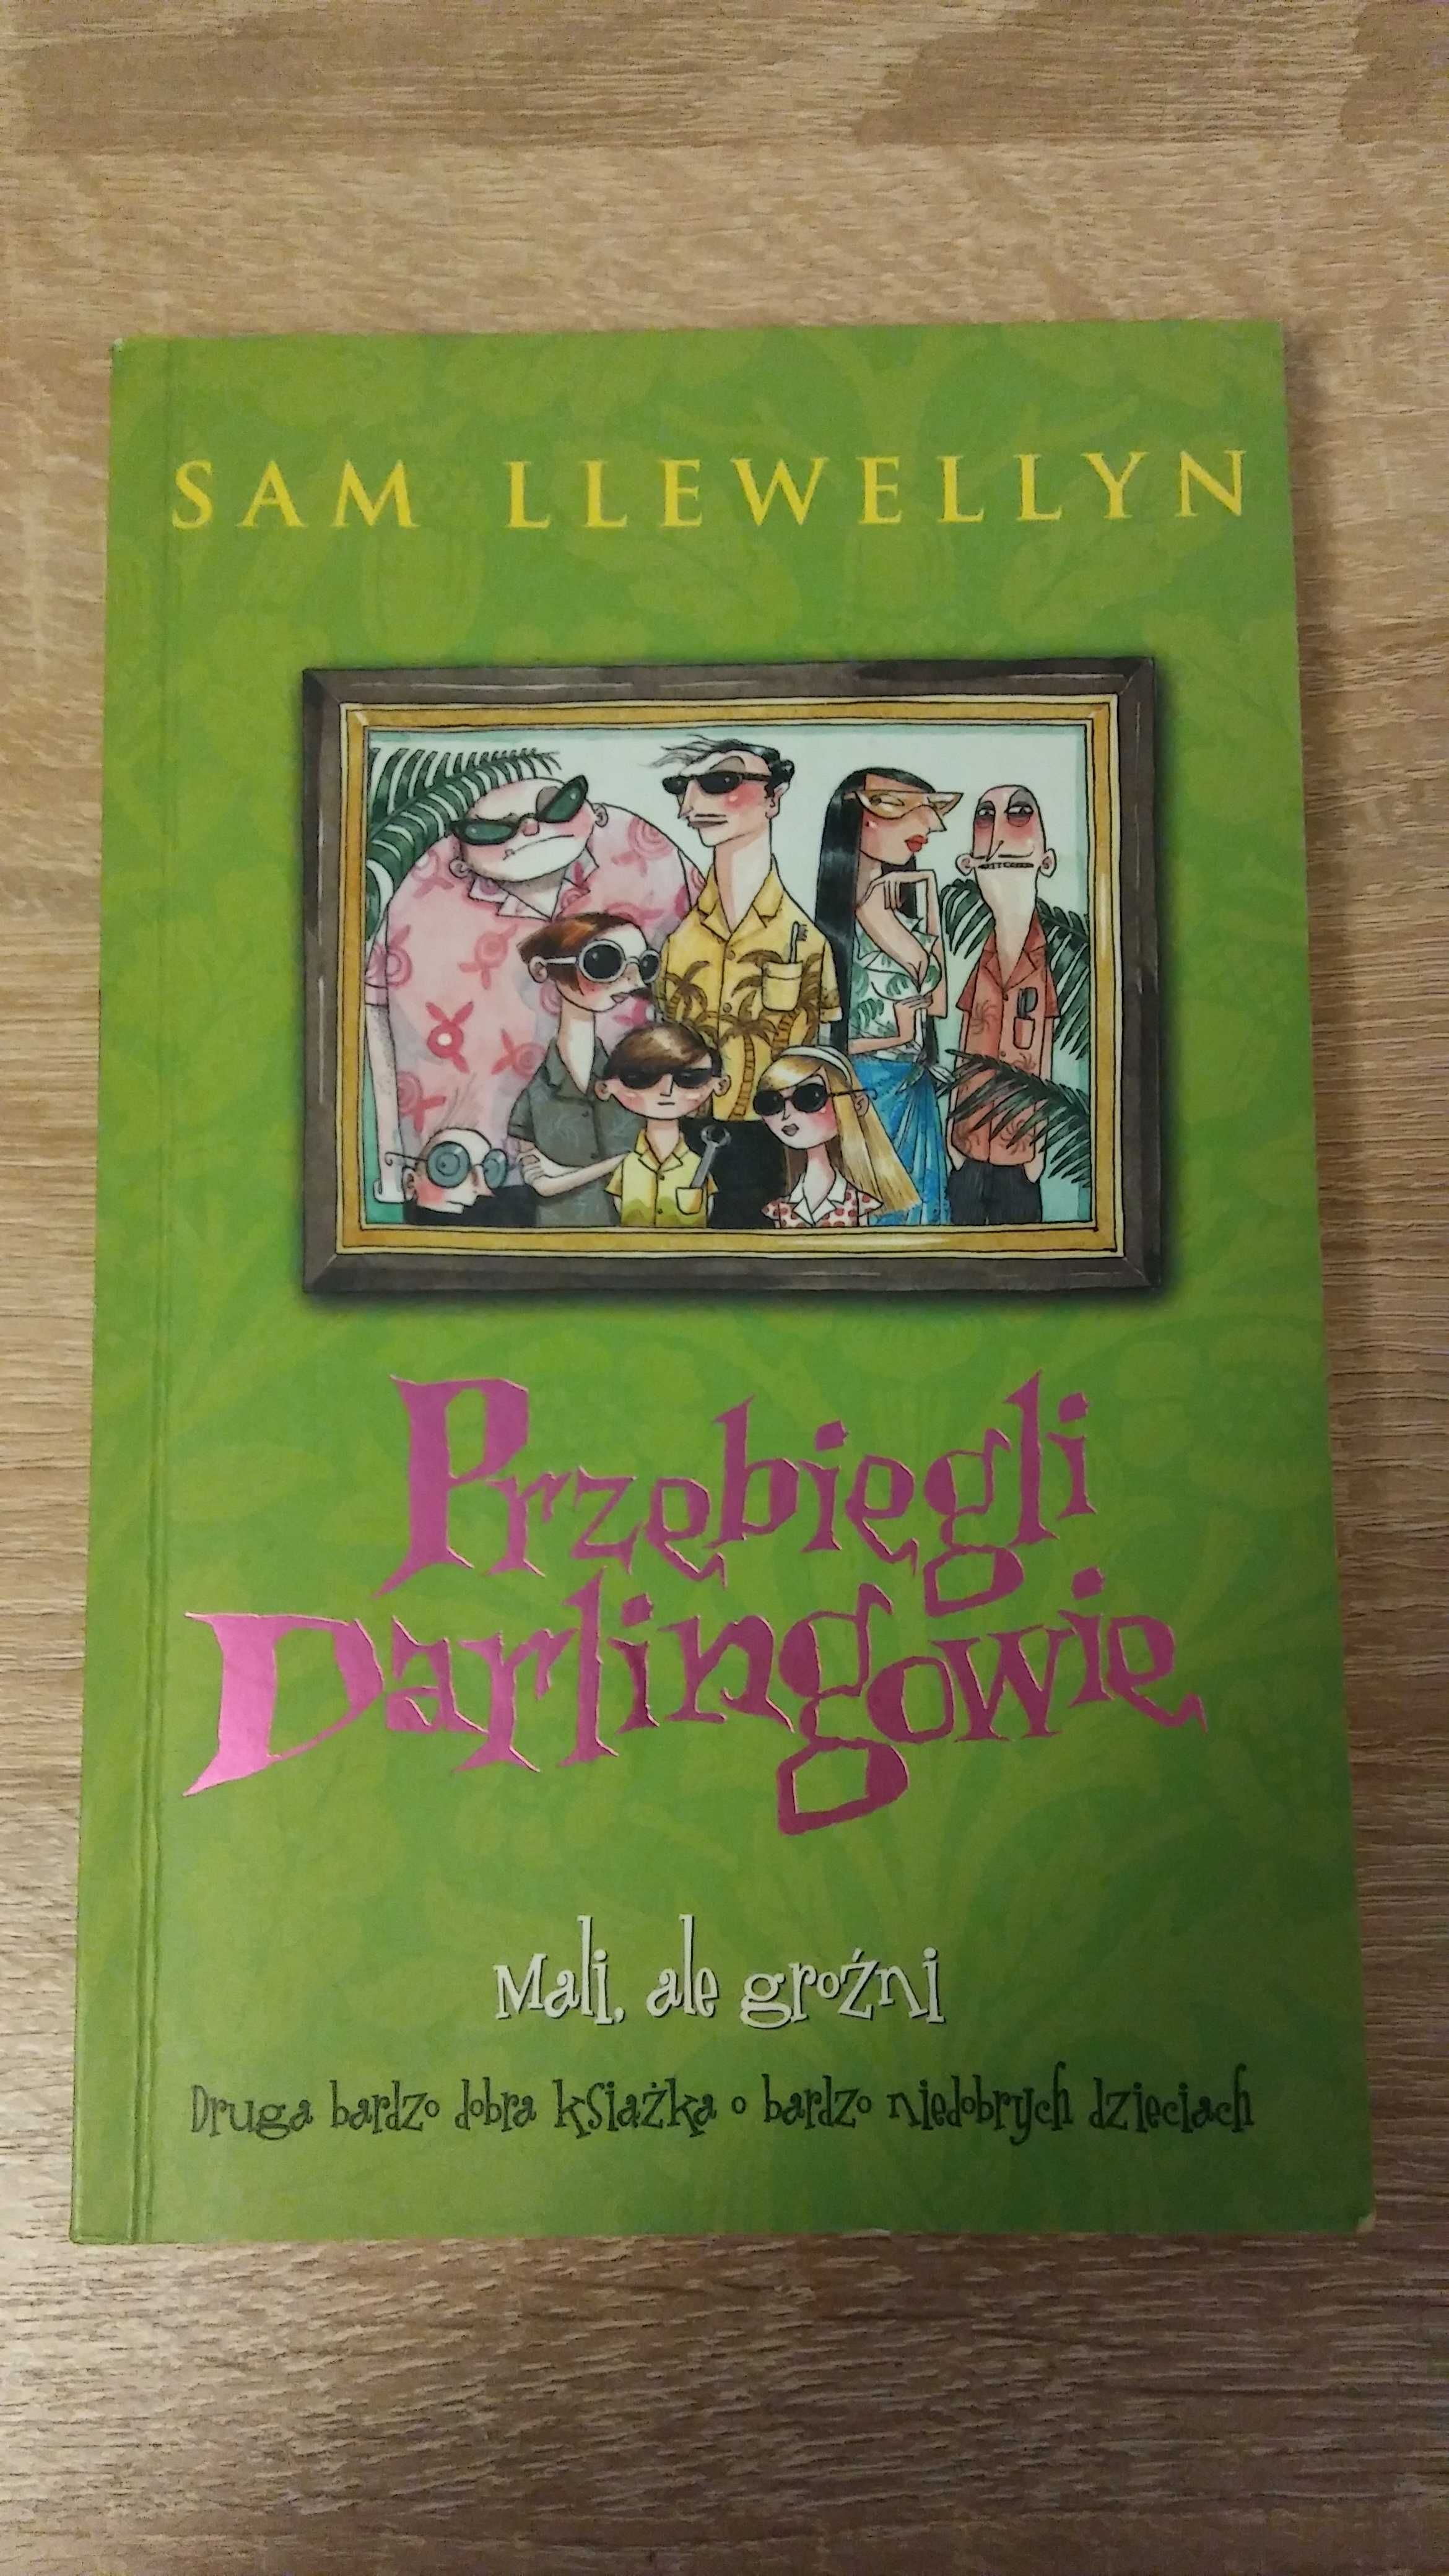 SAM LLEWELLYN
Przebiegli
Darlingowie
Mali, ale groźni
Druga bardzo dobra książka o bardzo niedobrych dzieciach